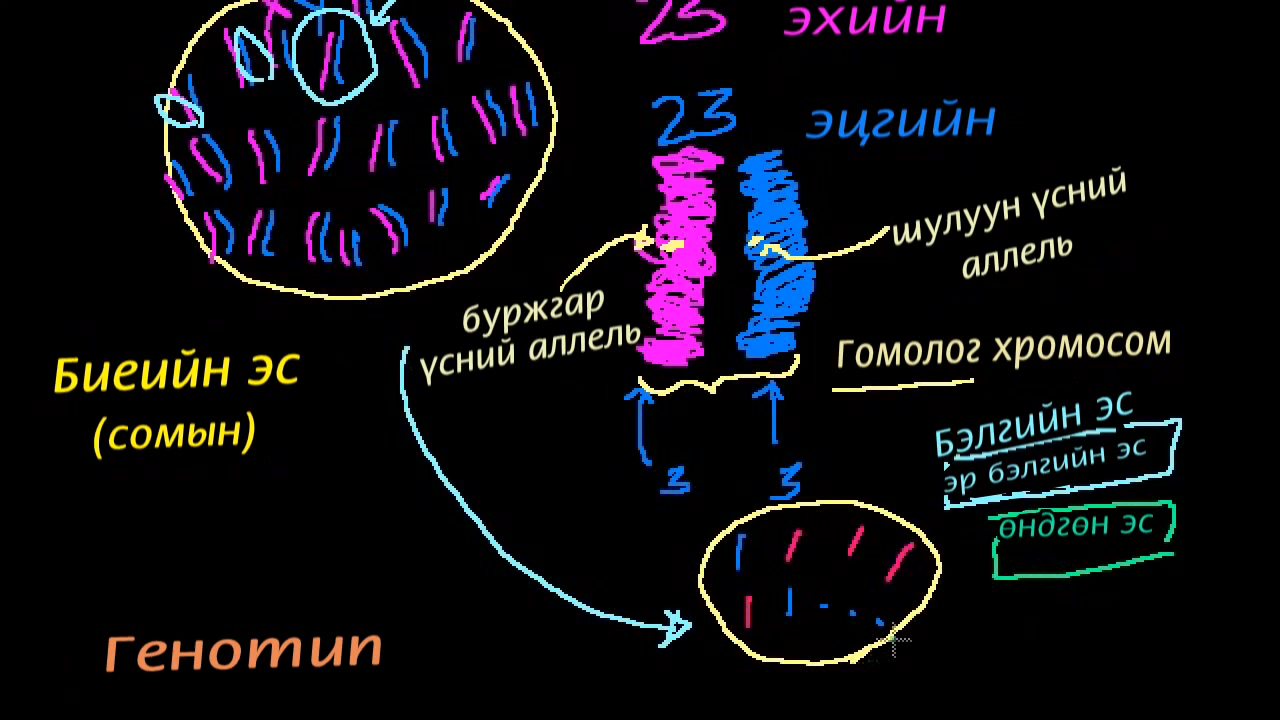 23 эхийн
23 эцгийн
шулуун үсний
аллель
буржгар
үсний аллель
Гомолог хромосом
Биеийн эс
(сомын)
Бэлгийн эс
эр бэлгийн эс
3 3
өндгөн эс
Генотип